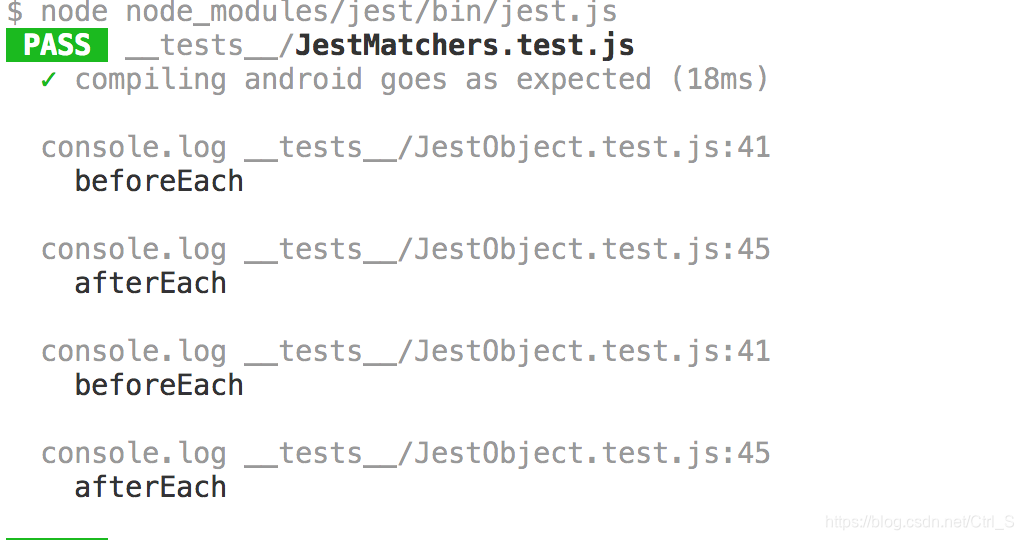 $ node node_modules/jest/bin/jest.js
PASS __tests__/JestMatchers.test.js
✓ compiling android goes as expected (18ms)
console.log __tests__/JestObject.test.js:41
beforeEach
console.log __tests__/JestObject.test.js:45
afterEach
console.log __tests__/JestObject.test.js:41
beforeEach
console.log __tests__/JestObject.test.js:45
afterEach
https://blog.csdn.net/Ctrl_S